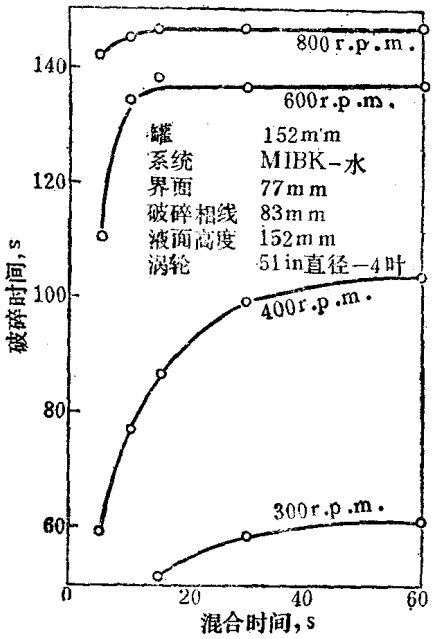 140
120
100
80
60
破碎时间,s
800 r.p.m.
600r.p.m.
罐 152mm
系统 MIBK-水
界面 77mm
破碎相线 83mm
液面高度 152mm
涡轮 51in直径-4叶
400r.p.m.
300r.p.m.
0 20 40 60
混合时间,s